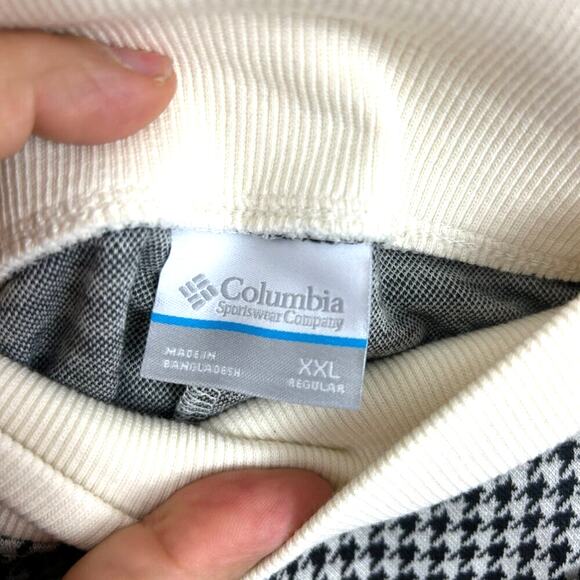 Columbia
Sportswear Company
MADE IN
BANGLADESH
XXL
REGULAR